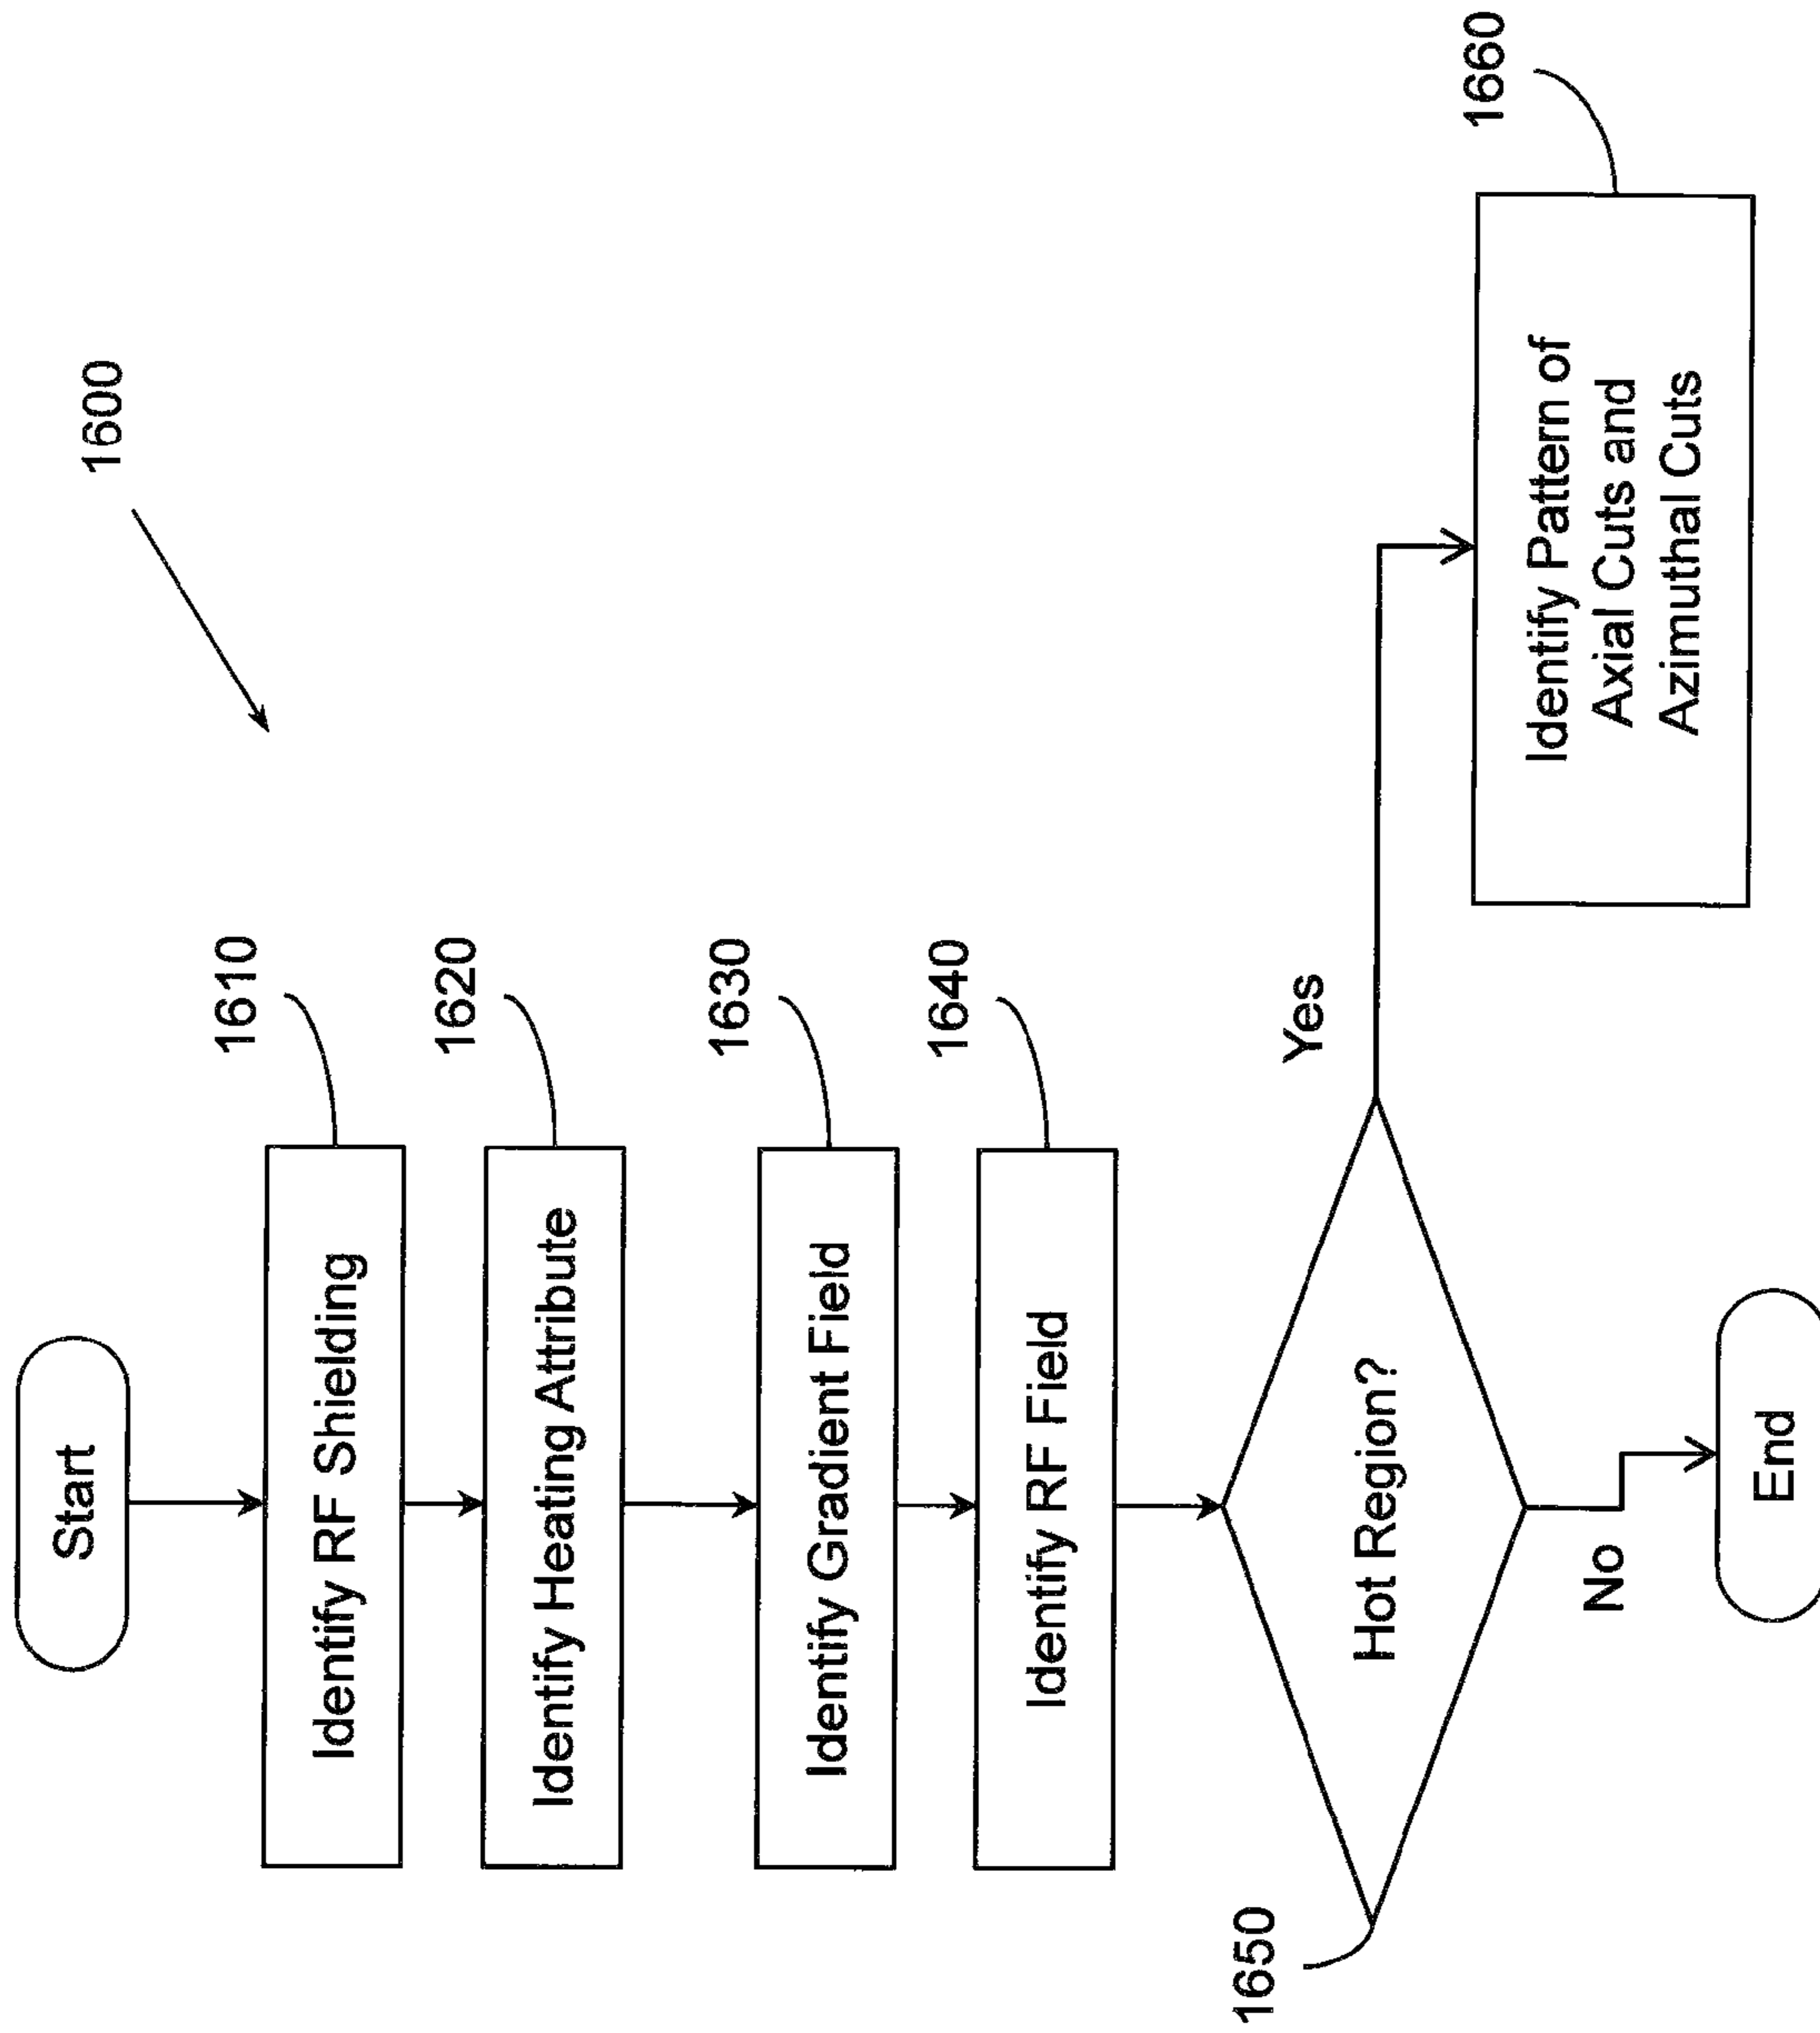 1600
Start
1610
Identify RF Shielding
1620
Identify Heating Attribute
1630
Identify Gradient Field
1640
Identify RF Field
1650
Hot Region?
Yes
1660
Identify Pattern of
Axial Cuts and
Azimuthal Cuts
No
End